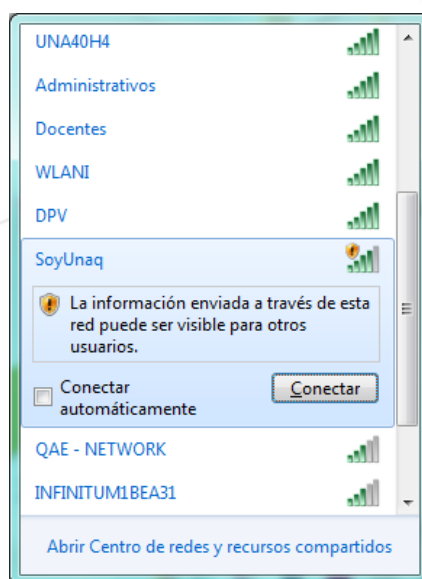 UNA40H4
Administrativos
Docentes
WLANI
DPV
SoyUnaq
La información enviada a través de esta
red puede ser visible para otros
usuarios.
Conectar
automáticamente
Conectar
QAE - NETWORK
INFINITUM1BEA31
Abrir Centro de redes y recursos compartidos